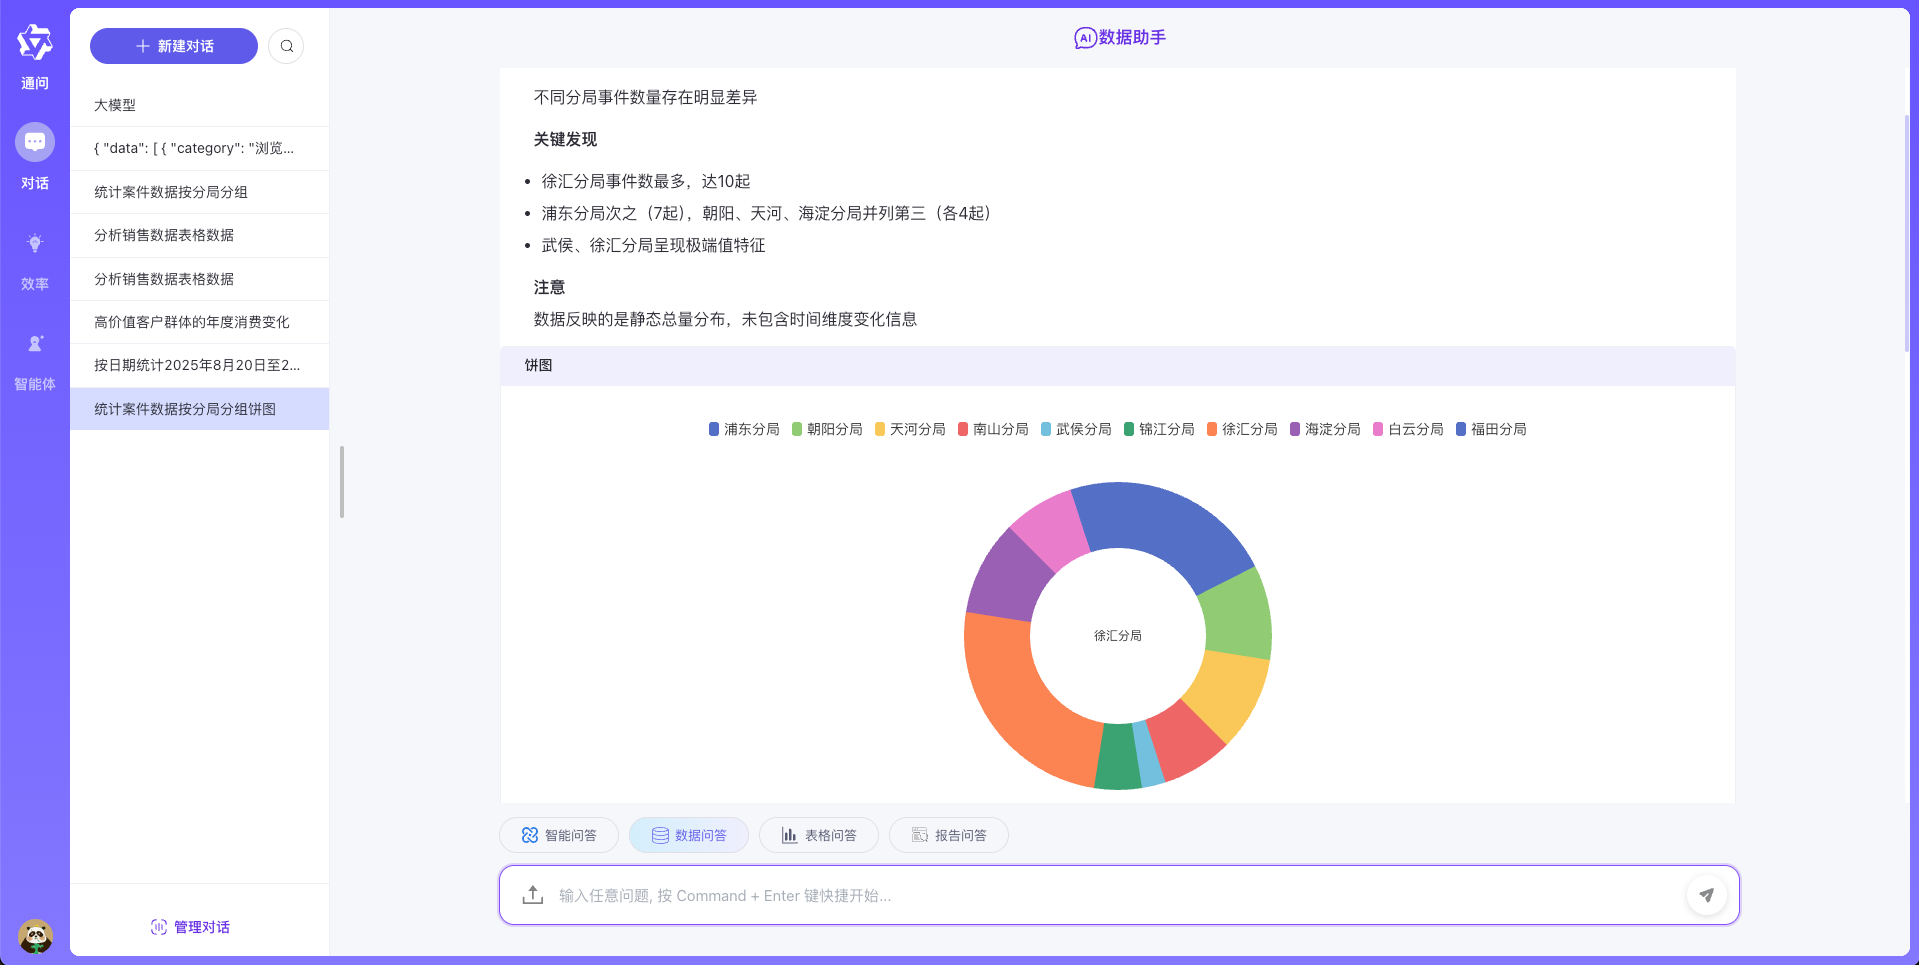 通问
对话
效率
智能体
新建对话
大模型
{ "data": [ { "category": "浏览...
统计案件数据按分局分组
分析销售数据表格数据
分析销售数据表格数据
高价值客户群体的年度消费变化
按日期统计2025年8月20日至2...
统计案件数据按分局分组饼图
管理对话
AI数据助手
不同分局事件数量存在明显差异
关键发现
• 徐汇分局事件数最多，达10起
• 浦东分局次之（7起），朝阳、天河、海淀分局并列第三（各4起）
• 武侯、徐汇分局呈现极端值特征
注意
数据反映的是静态总量分布，未包含时间维度变化信息
饼图
浦东分局 朝阳分局 天河分局 南山分局 武侯分局 锦江分局 徐汇分局 海淀分局 白云分局 福田分局
徐汇分局
智能问答 数据问答 表格问答 报告问答
输入任意问题, 按 Command + Enter 键快捷开始...